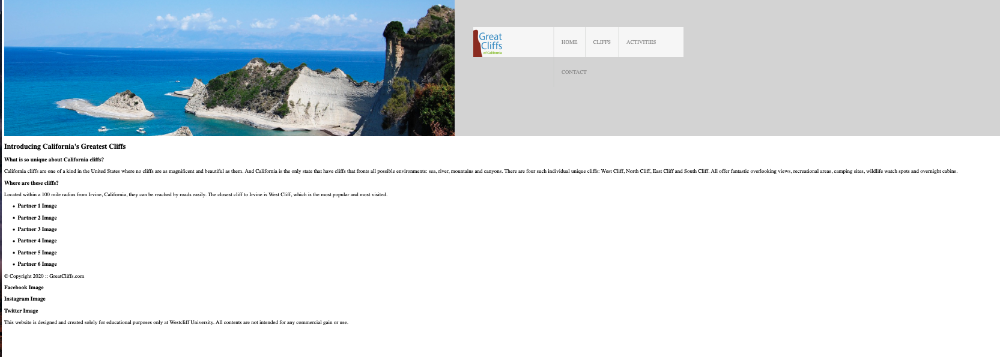 Great
Cliffs
of California
HOME
CLIFFS
ACTIVITIES
CONTACT
Introducing California's Greatest Cliffs
What is so unique about California cliffs?
California cliffs are one of a kind in the United States where no cliffs are as magnificent and beautiful as them. And California is the only state that have cliffs that fronts all possible environments: sea, river, mountains and canyons. There are four such individual unique cliffs: West Cliff, North Cliff, East Cliff and South Cliff. All offer fantastic overlooking views, recreational areas, camping sites, wildlife watch spots and overnight cabins.
Where are these cliffs?
Located within a 100 mile radius from Irvine, California, they can be reached by roads easily. The closest cliff to Irvine is West Cliff, which is the most popular and most visited.
• Partner 1 Image
• Partner 2 Image
• Partner 3 Image
• Partner 4 Image
• Partner 5 Image
• Partner 6 Image
© Copyright 2020 :: GreatCliffs.com
Facebook Image
Instagram Image
Twitter Image
This website is designed and created solely for educational purposes only at Westcliff University. All contents are not intended for any commercial gain or use.